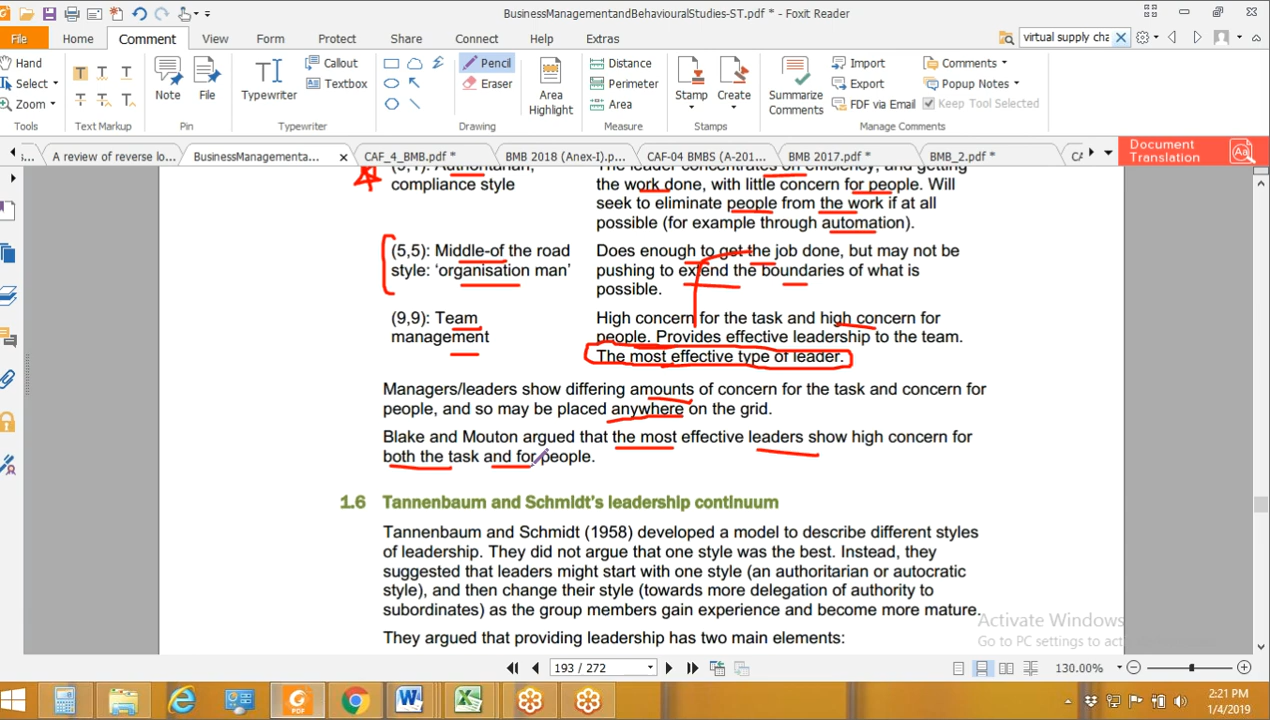 BusinessManagementandBehaviouralStudies-ST.pdf * - Foxit Reader
File Home Comment View Form Protect Share Connect Help Extras
virtual supply cha
Hand
Select
Zoom
Tools
Text Markup
Note
File
Pin
Typewriter
Callout
Textbox
Typewriter
Pencil
Eraser
Area Highlight
Drawing
Distance
Perimeter
Area
Measure
Stamp
Create
Stamps
Summarize Comments
Import
Export
FDF via Email
Comments
Popup Notes
Keep Tool Selected
Manage Comments
A review of reverse lo...
BusinessManagementa...
CAF_4_BMB.pdf *
BMB 2018 (Anex-I).p...
CAF-04 BMBS (A-201...
BMB 2017.pdf *
BMB_2.pdf *
CA
Document Translation
compliance style
The leader concentrates on efficiency, and getting
the work done, with little concern for people. Will
seek to eliminate people from the work if at all
possible (for example through automation).
(5,5): Middle-of the road
style: ‘organisation man’
Does enough to get the job done, but may not be
pushing to extend the boundaries of what is
possible.
(9,9): Team
management
High concern for the task and high concern for
people. Provides effective leadership to the team.
The most effective type of leader.
Managers/leaders show differing amounts of concern for the task and concern for
people, and so may be placed anywhere on the grid.
Blake and Mouton argued that the most effective leaders show high concern for
both the task and for people.
1.6 Tannenbaum and Schmidt’s leadership continuum
Tannenbaum and Schmidt (1958) developed a model to describe different styles
of leadership. They did not argue that one style was the best. Instead, they
suggested that leaders might start with one style (an authoritarian or autocratic
style), and then change their style (towards more delegation of authority to
subordinates) as the group members gain experience and become more mature.
They argued that providing leadership has two main elements:
Activate Windows
Go to PC settings to act
193 / 272
130.00%
2:21 PM
1/4/2019